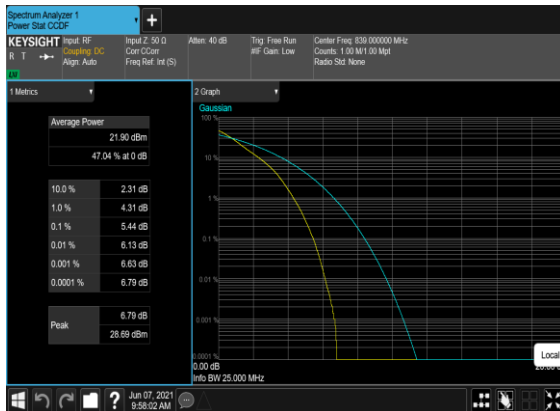 Spectrum Analyzer 1
Power Stat CCDF
KEYSIGHT
R T
LXI
Input: RF
Coupling: DC
Align: Auto
Input Z: 50 Ω
Corr CCorr
Freq Ref: Int (S)
Atten: 40 dB
Trig: Free Run
#IF Gain: Low
Center Freq: 839.000000 MHz
Counts: 1.00 M/1.00 Mpt
Radio Std: None
1 Metrics
Average Power
21.90 dBm
47.04 % at 0 dB
10.0 % 2.31 dB
1.0 % 4.31 dB
0.1 % 5.44 dB
0.01 % 6.13 dB
0.001 % 6.63 dB
0.0001 % 6.79 dB
Peak
6.79 dB
28.69 dBm
2 Graph
Gaussian
100 %
10 %
1 %
0.1 %
0.01 %
0.001 %
0.0001 %
0.00 dB
Info BW 25.000 MHz
Local
?
Jun 07, 2021
9:58:02 AM